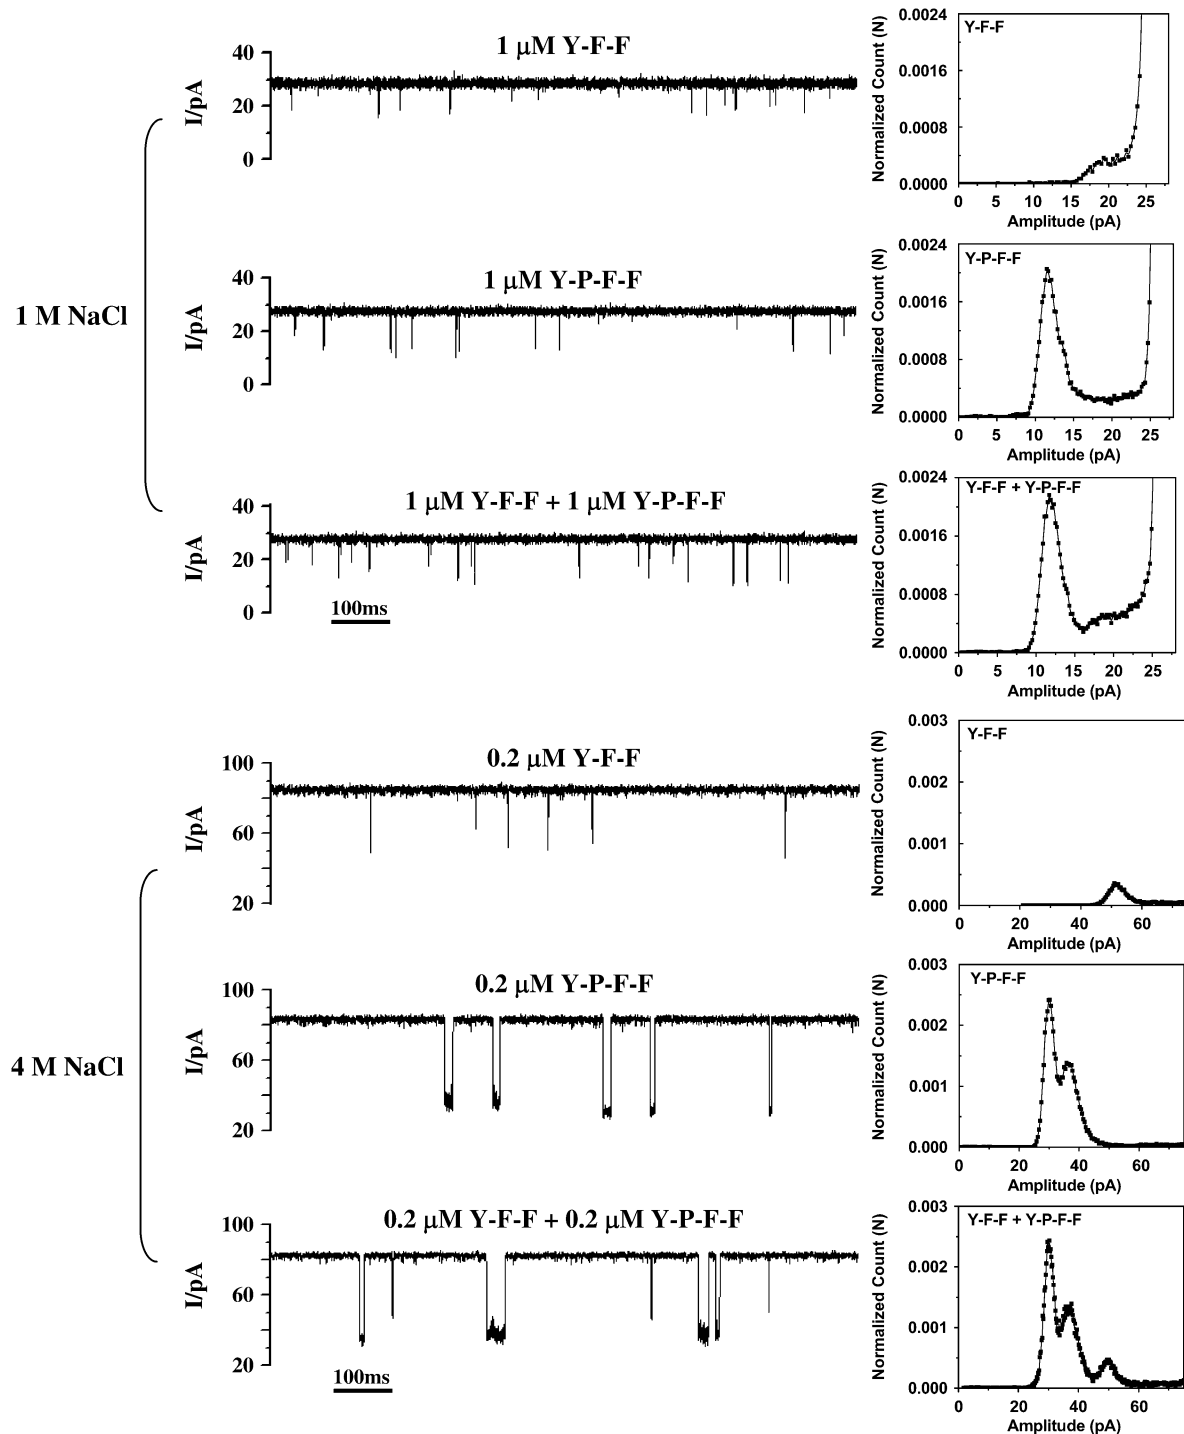 1 μM Y-F-F
I/pA
40
20
0
Normalized Count (N)
0.0024
0.0016
0.0008
0.0000
Y-F-F
0 5 10 15 20 25
Amplitude (pA)
1 M NaCl
1 μM Y-P-F-F
I/pA
40
20
0
Normalized Count (N)
0.0024
0.0016
0.0008
0.0000
Y-P-F-F
0 5 10 15 20 25
Amplitude (pA)
1 μM Y-F-F + 1 μM Y-P-F-F
I/pA
40
20
0
100ms
Normalized Count (N)
0.0024
0.0016
0.0008
0.0000
Y-F-F + Y-P-F-F
0 5 10 15 20 25
Amplitude (pA)
0.2 μM Y-F-F
I/pA
100
60
20
Normalized Count (N)
0.003
0.002
0.001
0.000
Y-F-F
0 20 40 60
Amplitude (pA)
4 M NaCl
0.2 μM Y-P-F-F
I/pA
100
60
20
Normalized Count (N)
0.003
0.002
0.001
0.000
Y-P-F-F
0 20 40 60
Amplitude (pA)
0.2 μM Y-F-F + 0.2 μM Y-P-F-F
I/pA
100
60
20
100ms
Normalized Count (N)
0.003
0.002
0.001
0.000
Y-F-F + Y-P-F-F
0 20 40 60
Amplitude (pA)